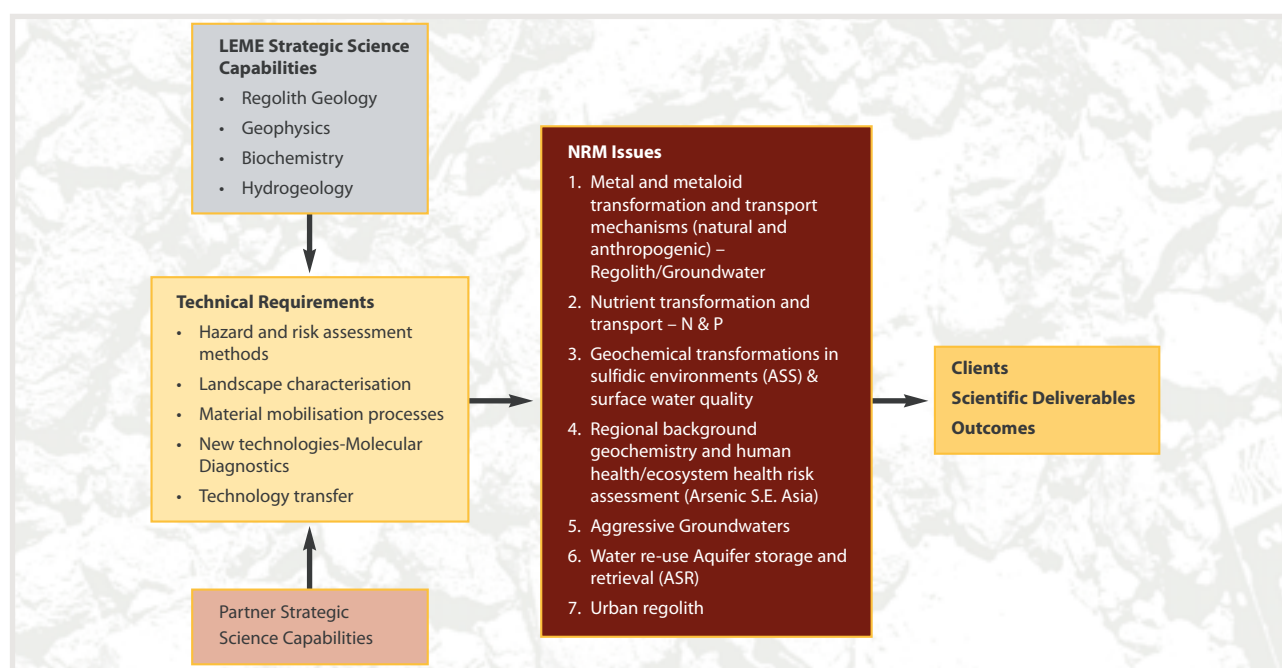 LEME Strategic Science
Capabilities
• Regolith Geology
• Geophysics
• Biochemistry
• Hydrogeology
Technical Requirements
• Hazard and risk assessment
methods
• Landscape characterisation
• Material mobilisation processes
• New technologies-Molecular
Diagnostics
• Technology transfer
Partner Strategic
Science Capabilities
NRM Issues
1. Metal and metaloid
transformation and transport
mechanisms (natural and
anthropogenic) –
Regolith/Groundwater
2. Nutrient transformation and
transport – N & P
3. Geochemical transformations in
sulfidic environments (ASS) &
surface water quality
4. Regional background
geochemistry and human
health/ecosystem health risk
assessment (Arsenic S.E. Asia)
5. Aggressive Groundwaters
6. Water re-use Aquifer storage and
retrieval (ASR)
7. Urban regolith
Clients
Scientific Deliverables
Outcomes